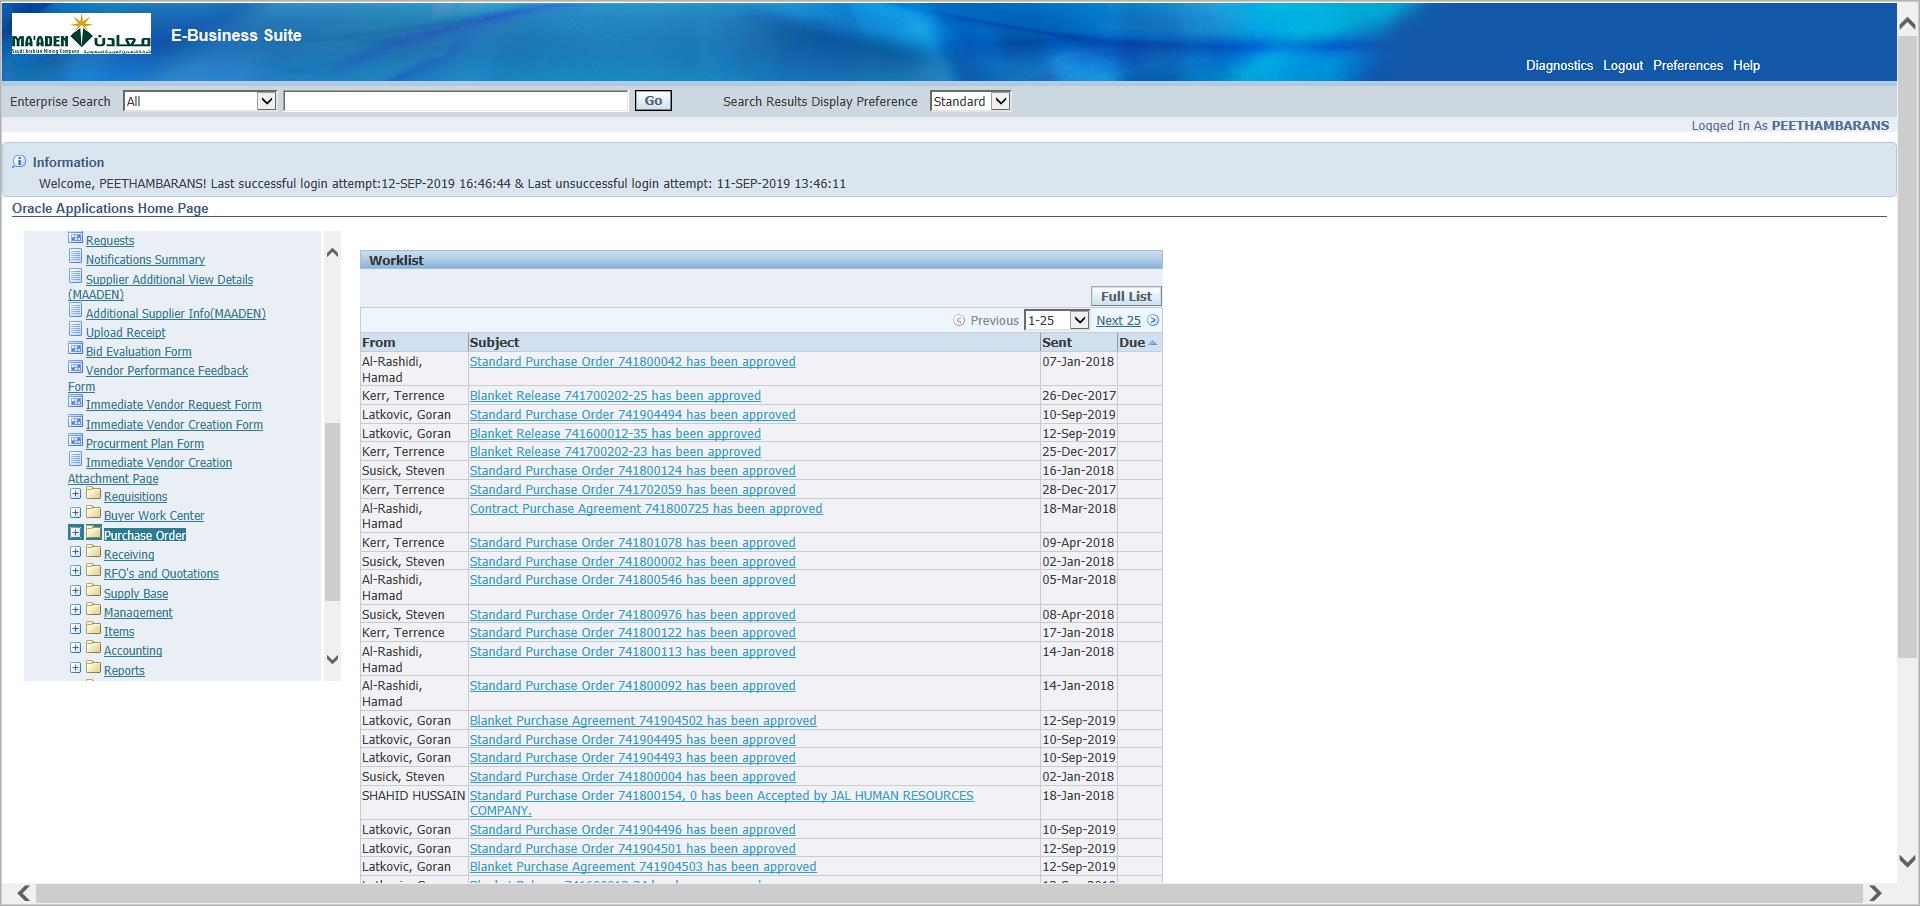 MA'ADEN معادن
Saudi Arabian Mining Company
E-Business Suite
Diagnostics Logout Preferences Help
Enterprise Search All Go Search Results Display Preference Standard
Logged In As PEETHAMBARANS
Information
Welcome, PEETHAMBARANS! Last successful login attempt:12-SEP-2019 16:46:44 & Last unsuccessful login attempt: 11-SEP-2019 13:46:11
Oracle Applications Home Page
Requests
Notifications Summary
Supplier Additional View Details
(MAADEN)
Additional Supplier Info(MAADEN)
Upload Receipt
Bid Evaluation Form
Vendor Performance Feedback
Form
Immediate Vendor Request Form
Immediate Vendor Creation Form
Procurment Plan Form
Immediate Vendor Creation
Attachment Page
Requisitions
Buyer Work Center
Purchase Order
Receiving
RFQ's and Quotations
Supply Base
Management
Items
Accounting
Reports
Worklist
Full List
Previous 1-25 Next 25
From Subject Sent Due
Al-Rashidi, Standard Purchase Order 741800042 has been approved 07-Jan-2018
Hamad
Kerr, Terrence Blanket Release 741700202-25 has been approved 26-Dec-2017
Latkovic, Goran Standard Purchase Order 741904494 has been approved 10-Sep-2019
Latkovic, Goran Blanket Release 741600012-35 has been approved 12-Sep-2019
Kerr, Terrence Blanket Release 741700202-23 has been approved 25-Dec-2017
Susick, Steven Standard Purchase Order 741800124 has been approved 16-Jan-2018
Kerr, Terrence Standard Purchase Order 741702059 has been approved 28-Dec-2017
Al-Rashidi, Contract Purchase Agreement 741800725 has been approved 18-Mar-2018
Hamad
Kerr, Terrence Standard Purchase Order 741801078 has been approved 09-Apr-2018
Susick, Steven Standard Purchase Order 741800002 has been approved 02-Jan-2018
Al-Rashidi, Standard Purchase Order 741800546 has been approved 05-Mar-2018
Hamad
Susick, Steven Standard Purchase Order 741800976 has been approved 08-Apr-2018
Kerr, Terrence Standard Purchase Order 741800122 has been approved 17-Jan-2018
Al-Rashidi, Standard Purchase Order 741800113 has been approved 14-Jan-2018
Hamad
Al-Rashidi, Standard Purchase Order 741800092 has been approved 14-Jan-2018
Hamad
Latkovic, Goran Blanket Purchase Agreement 741904502 has been approved 12-Sep-2019
Latkovic, Goran Standard Purchase Order 741904495 has been approved 10-Sep-2019
Latkovic, Goran Standard Purchase Order 741904493 has been approved 10-Sep-2019
Susick, Steven Standard Purchase Order 741800004 has been approved 02-Jan-2018
SHAHID HUSSAIN Standard Purchase Order 741800154, 0 has been Accepted by JAL HUMAN RESOURCES 18-Jan-2018
COMPANY.
Latkovic, Goran Standard Purchase Order 741904496 has been approved 10-Sep-2019
Latkovic, Goran Standard Purchase Order 741904501 has been approved 12-Sep-2019
Latkovic, Goran Blanket Purchase Agreement 741904503 has been approved 12-Sep-2019